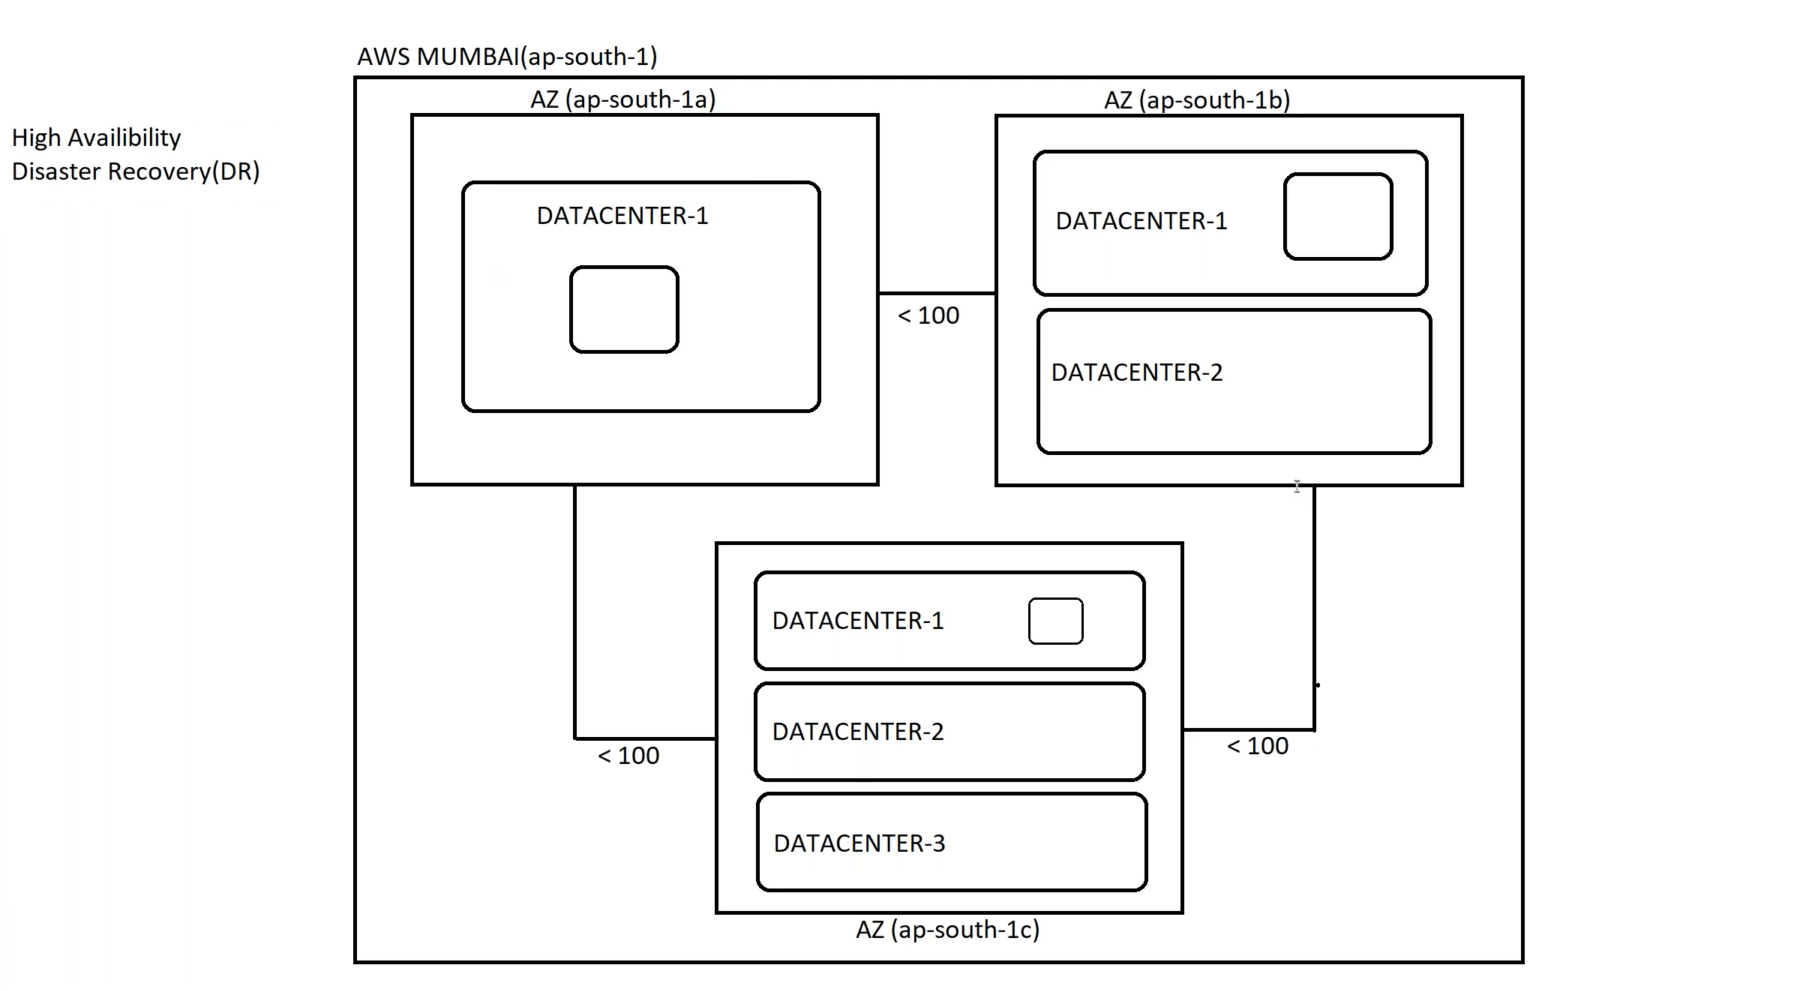 AWS MUMBAI(ap-south-1)
High Availibility
Disaster Recovery(DR)
AZ (ap-south-1a)
DATACENTER-1
< 100
AZ (ap-south-1b)
DATACENTER-1
DATACENTER-2
DATACENTER-1
DATACENTER-2
DATACENTER-3
< 100
< 100
AZ (ap-south-1c)